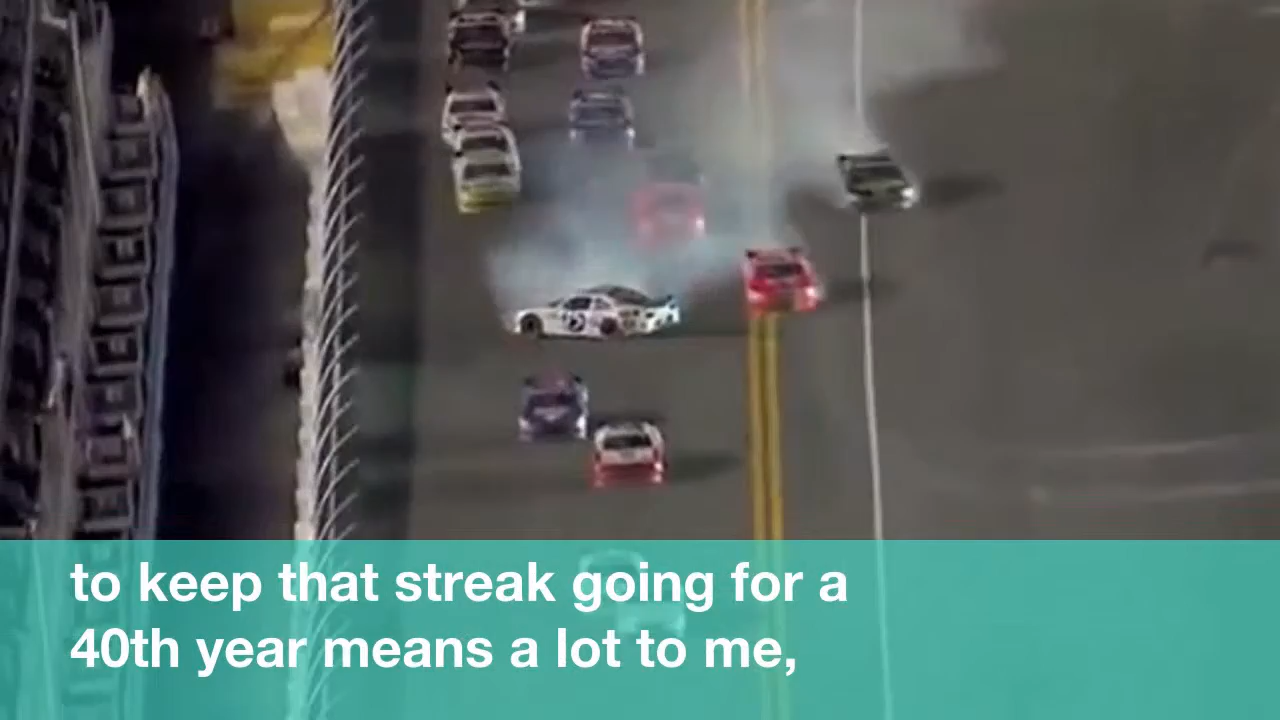 to keep that streak going for a
40th year means a lot to me,